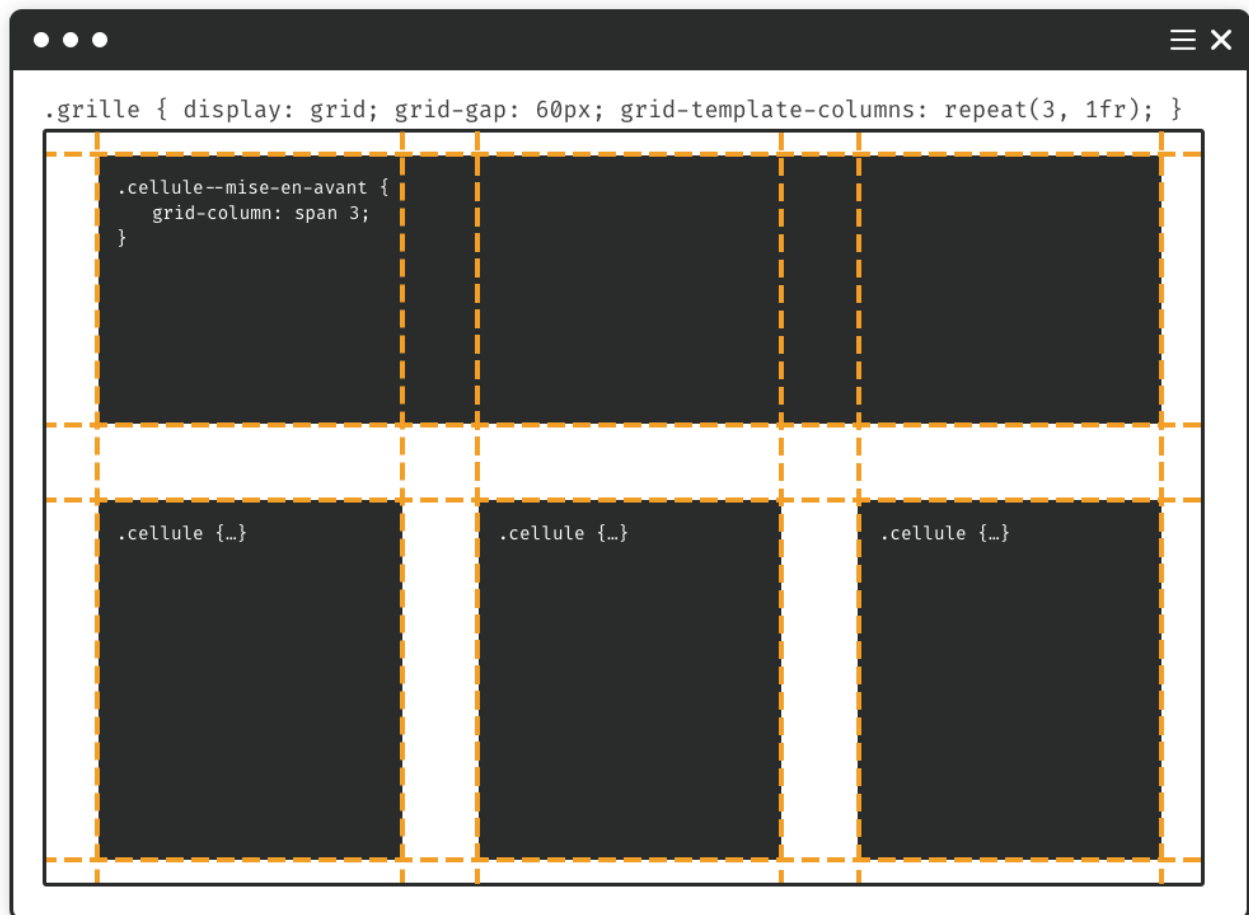 .grille { display: grid; grid-gap: 60px; grid-template-columns: repeat(3, 1fr); }
.cellule--mise-en-avant {
grid-column: span 3;
}
.cellule {…}
.cellule {…}
.cellule {…}